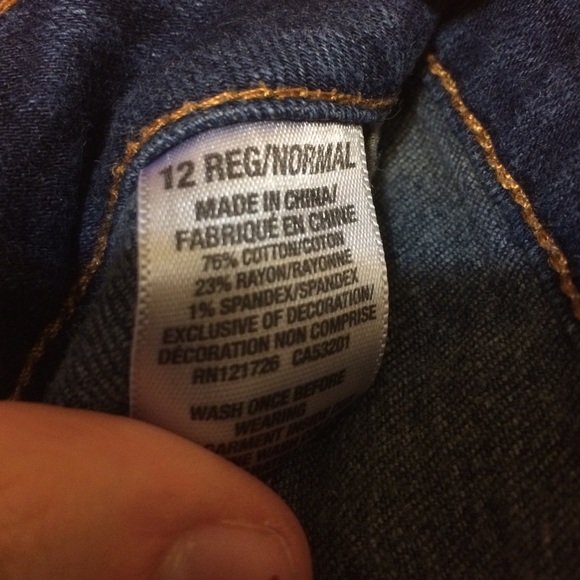 12 REG/NORMAL
MADE IN CHINA/
FABRIQUÉ EN CHINE
76% COTTON/COTON
23% RAYON/RAYONNE
1% SPANDEX/SPANDEX
EXCLUSIVE OF DECORATION/
DÉCORATION NON COMPRISE
RN121726 CA53201
WASH ONCE BEFORE
WEARING
GARMENT